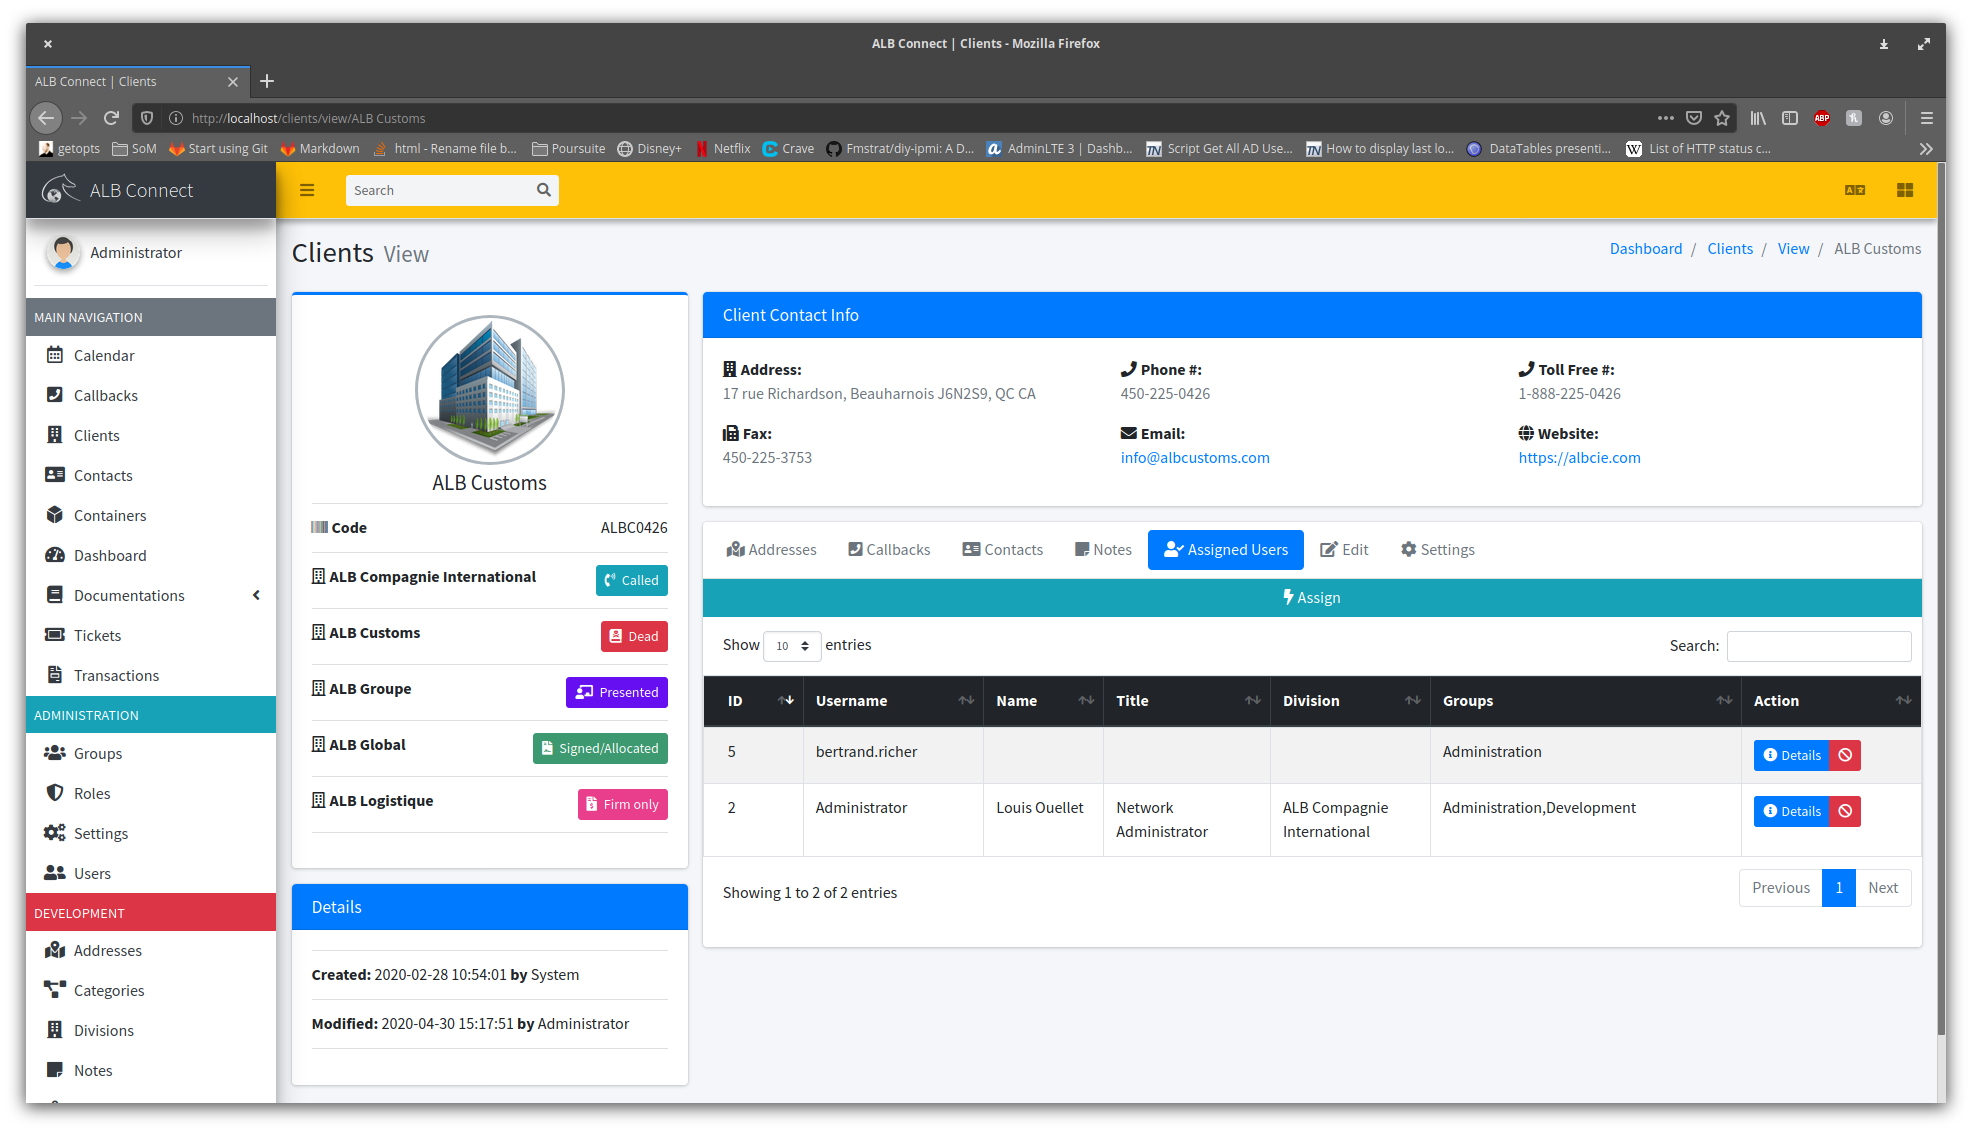 ALB Connect | Clients - Mozilla Firefox
ALB Connect | Clients
http://localhost/clients/view/ALB Customs
getopts SoM Start using Git Markdown html - Rename file b... Poursuite Disney+ Netflix Crave Fmstrat/diy-ipmi: A D... AdminLTE 3 | Dashb... Script Get All AD Use... How to display last lo... DataTables presenti... List of HTTP status c...
ALB Connect
Search
Administrator
MAIN NAVIGATION
Calendar
Callbacks
Clients
Contacts
Containers
Dashboard
Documentations
Tickets
Transactions
ADMINISTRATION
Groups
Roles
Settings
Users
DEVELOPMENT
Addresses
Categories
Divisions
Notes
Clients View
Dashboard / Clients / View / ALB Customs
ALB Customs
Code ALBC0426
ALB Compagnie International Called
ALB Customs Dead
ALB Groupe Presented
ALB Global Signed/Allocated
ALB Logistique Firm only
Details
Created: 2020-02-28 10:54:01 by System
Modified: 2020-04-30 15:17:51 by Administrator
Client Contact Info
Address: Phone #: Toll Free #:
17 rue Richardson, Beauharnois J6N2S9, QC CA 450-225-0426 1-888-225-0426
Fax: Email: Website:
450-225-3753 info@albcustoms.com https://albcie.com
Addresses Callbacks Contacts Notes Assigned Users Edit Settings
Assign
Show 10 entries Search:
ID Username Name Title Division Groups Action
5 bertrand.richer Administration Details
2 Administrator Louis Ouellet Network ALB Compagnie Administration,Development Details
Administrator International
Showing 1 to 2 of 2 entries
Previous 1 Next